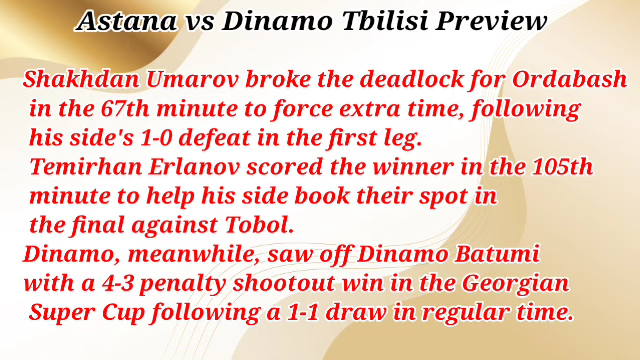 Astana vs Dinamo Tbilisi Preview
Shakhdan Umarov broke the deadlock for Ordabash
in the 67th minute to force extra time, following
his side's 1-0 defeat in the first leg.
Temirhan Erlanov scored the winner in the 105th
minute to help his side book their spot in
the final against Tobol.
Dinamo, meanwhile, saw off Dinamo Batumi
with a 4-3 penalty shootout win in the Georgian
Super Cup following a 1-1 draw in regular time.